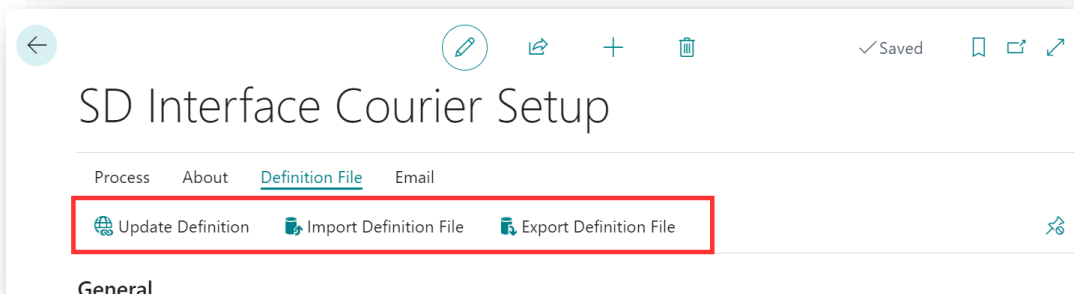 Saved
SD Interface Courier Setup
Process About Definition File Email
Update Definition Import Definition File Export Definition File
General